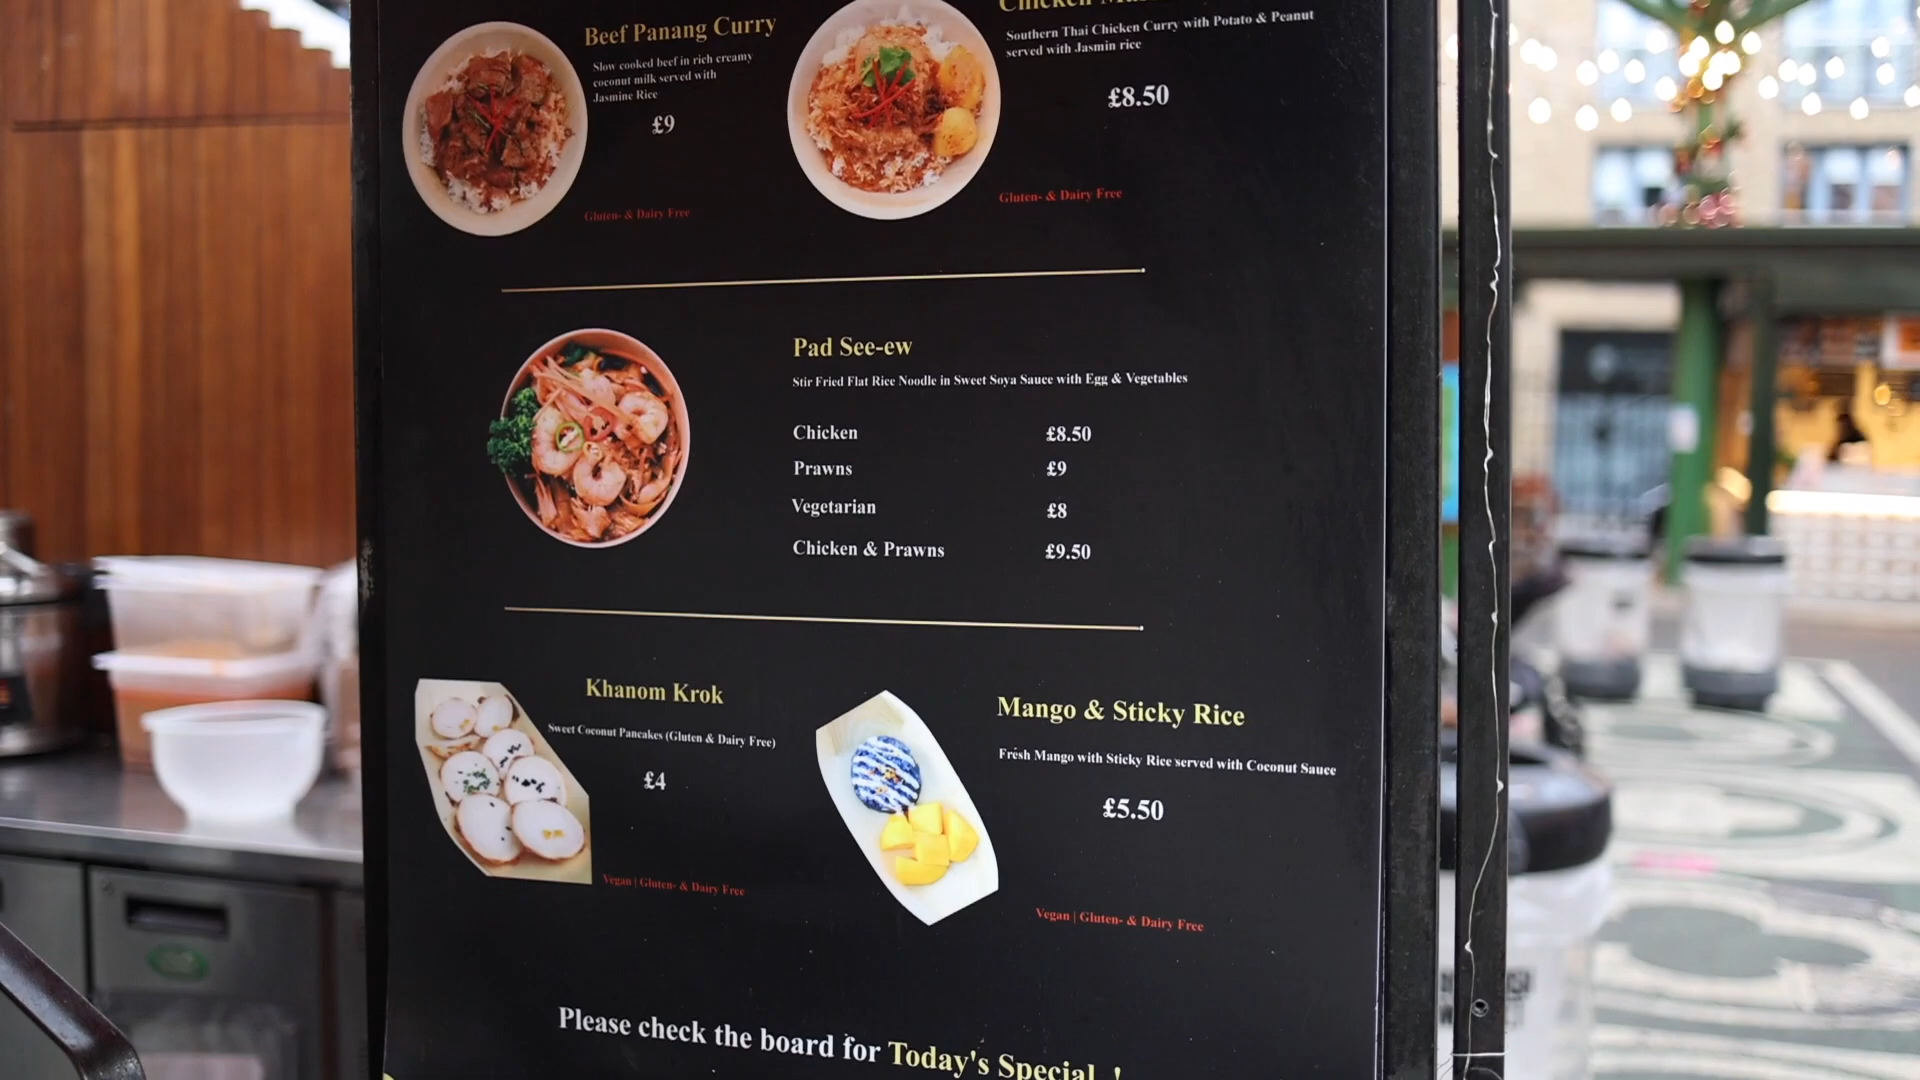 Beef Panang Curry
Slow cooked beef in rich creamy
coconut milk served with
Jasmine Rice
£9
Gluten- & Dairy Free
Chicken
Southern Thai Chicken Curry with Potato & Peanut
served with Jasmin rice
£8.50
Gluten- & Dairy Free
Pad See-ew
Stir Fried Flat Rice Noodle in Sweet Soya Sauce with Egg & Vegetables
Chicken £8.50
Prawns £9
Vegetarian £8
Chicken & Prawns £9.50
Khanom Krok
Sweet Coconut Pancakes (Gluten & Dairy Free)
£4
Vegan | Gluten- & Dairy Free
Mango & Sticky Rice
Fresh Mango with Sticky Rice served with Coconut Sauce
£5.50
Vegan | Gluten- & Dairy Free
Please check the board for Today's Special !